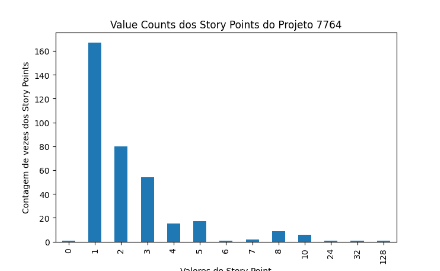 Value Counts dos Story Points do Projeto 7764
Contagem de vezes dos Story Points
160
140
120
100
80
60
40
20
0
0 1 2 3 4 5 6 7 8 10 24 32 128
Valores do Story Point